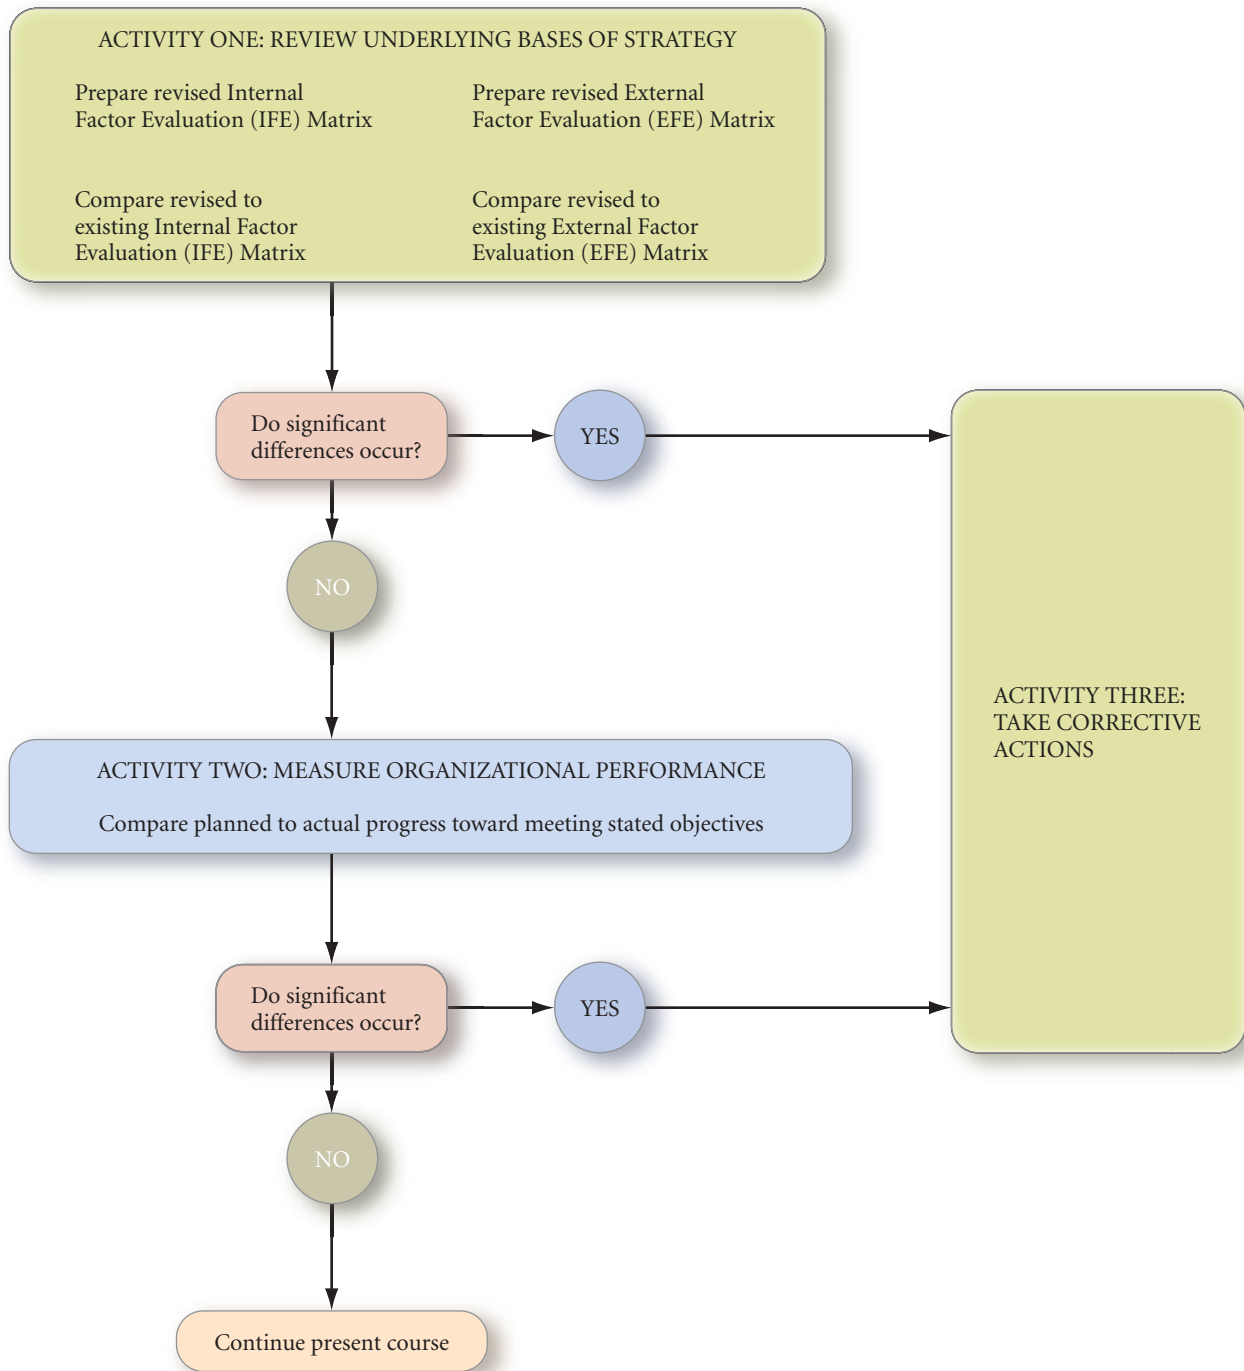 ACTIVITY ONE: REVIEW UNDERLYING BASES OF STRATEGY
Prepare revised Internal
Factor Evaluation (IFE) Matrix
Prepare revised External
Factor Evaluation (EFE) Matrix
Compare revised to
existing Internal Factor
Evaluation (IFE) Matrix
Compare revised to
existing External Factor
Evaluation (EFE) Matrix
Do significant
differences occur?
YES
NO
ACTIVITY THREE:
TAKE CORRECTIVE
ACTIONS
ACTIVITY TWO: MEASURE ORGANIZATIONAL PERFORMANCE
Compare planned to actual progress toward meeting stated objectives
Do significant
differences occur?
YES
NO
Continue present course